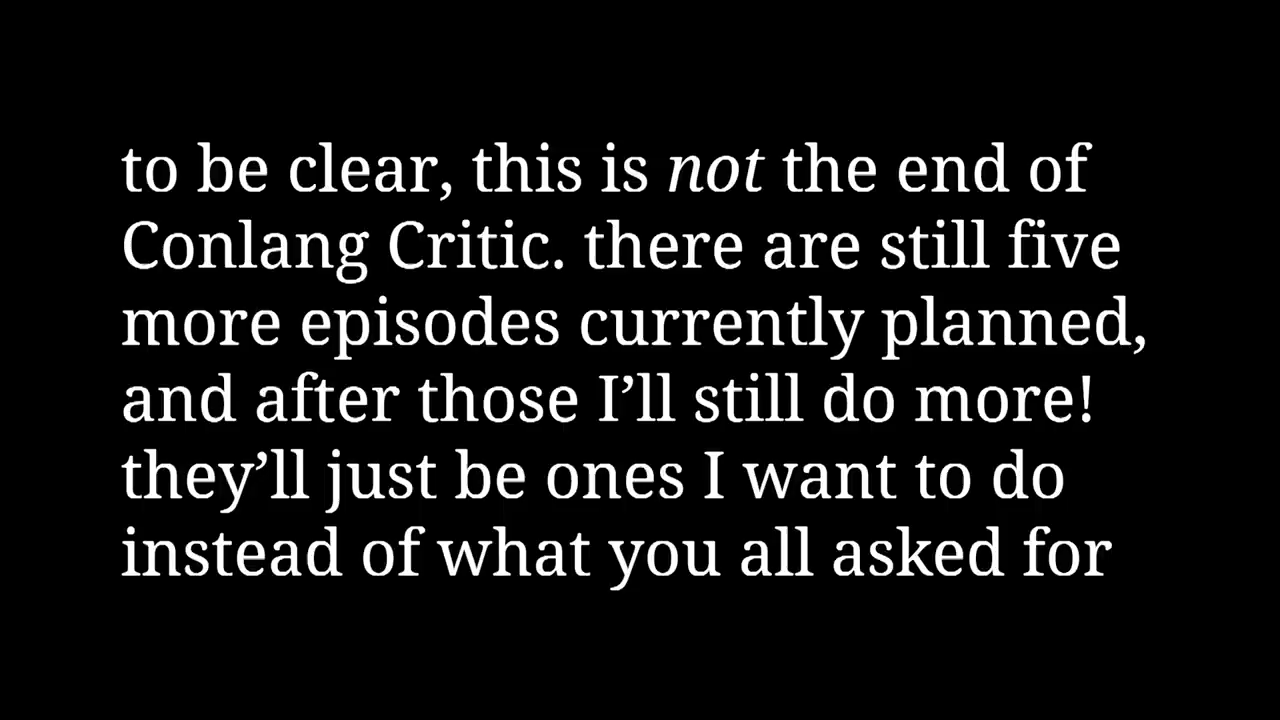 to be clear, this is not the end of
Conlang Critic. there are still five
more episodes currently planned,
and after those I’ll still do more!
they’ll just be ones I want to do
instead of what you all asked for